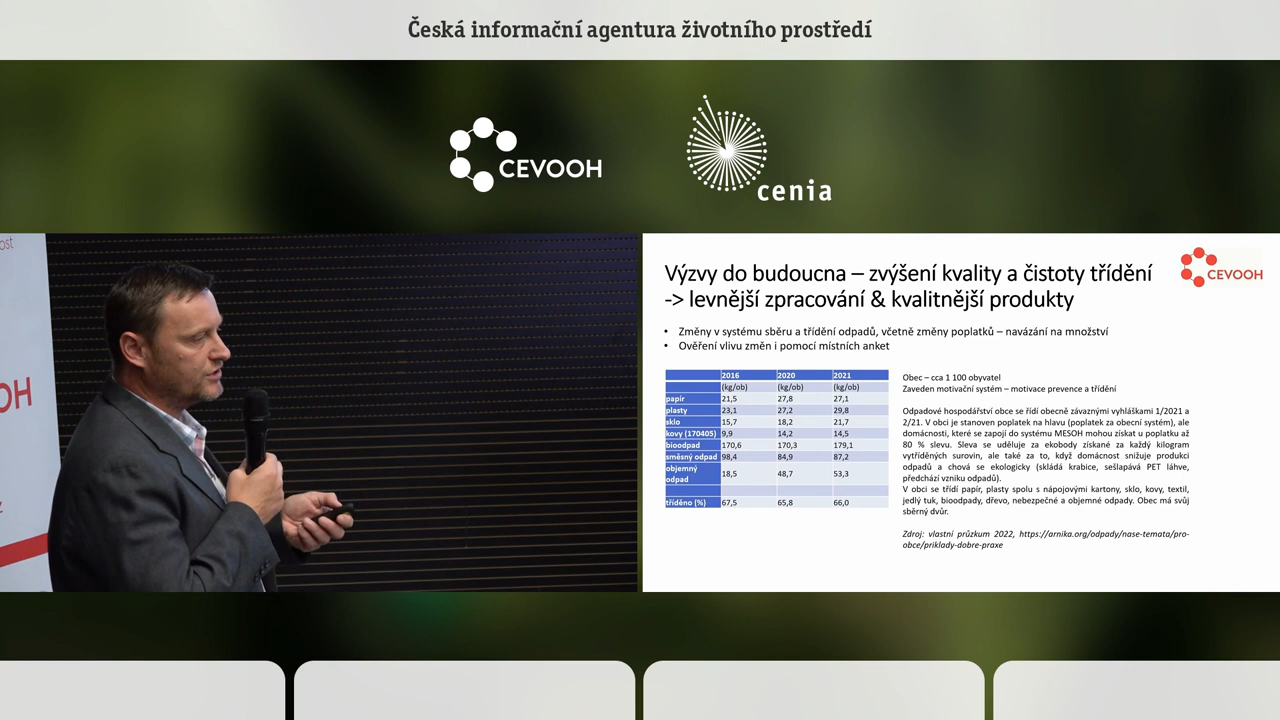 Česká informační agentura životního prostředí
CEVOOH
cenia
ost
OH
z
CEVOOH
Výzvy do budoucna – zvýšení kvality a čistoty třídění
-> levnější zpracování & kvalitnější produkty
• Změny v systému sběru a třídění odpadů, včetně změny poplatků – navázání na množství
• Ověření vlivu změn i pomocí místních anket
2016 2020 2021
(kg/ob) (kg/ob) (kg/ob)
papír 21,5 27,8 27,1
plasty 23,1 27,2 29,8
sklo 15,7 18,2 21,7
kovy (170405) 9,9 14,2 14,5
bioodpad 170,6 170,3 179,1
směsný odpad 98,4 84,9 87,2
objemný
odpad 18,5 48,7 53,3
tříděno (%) 67,5 65,8 66,0
Obec – cca 1 100 obyvatel
Zaveden motivační systém – motivace prevence a třídění
Odpadové hospodářství obce se řídí obecně závaznými vyhláškami 1/2021 a
2/21. V obci je stanoven poplatek na hlavu (poplatek za obecní systém), ale
domácnosti, které se zapojí do systému MESOH mohou získat u poplatku až
80 % slevu. Sleva se uděluje za ekobody získané za každý kilogram
vytříděných surovin, ale také za to, když domácnost snižuje produkci
odpadů a chová se ekologicky (skládá krabice, sešlapává PET láhve,
předchází vzniku odpadů).
V obci se třídí papír, plasty spolu s nápojovými kartony, sklo, kovy, textil,
jedlý tuk, bioodpady, dřevo, nebezpečné a objemné odpady. Obec má svůj
sběrný dvůr.
Zdroj: vlastní průzkum 2022, https://arnika.org/odpady/nase-temata/pro-
obce/priklady-dobre-praxe